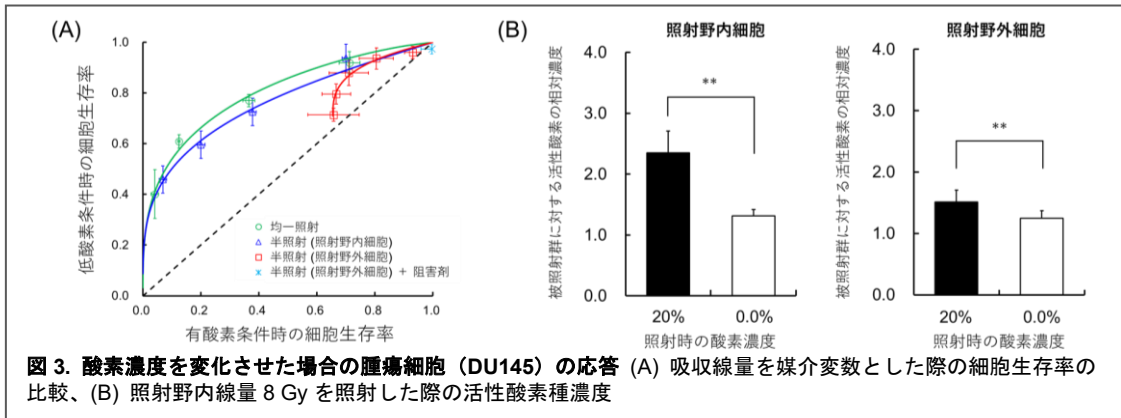 (A)
低酸素条件時の細胞生存率
1.0
0.8
0.6
0.4
0.2
0.0
0.0 0.2 0.4 0.6 0.8 1.0
有酸素条件時の細胞生存率
均一照射
半照射 (照射野内細胞)
半照射 (照射野外細胞)
半照射 (照射野外細胞) + 阻害剤
(B)
照射野内細胞
被照射群に対する活性酸素の相対濃度
4.0
3.0
2.0
1.0
0.0
**
20% 0.0%
照射時の酸素濃度
照射野外細胞
被照射群に対する活性酸素の相対濃度
4.0
3.0
2.0
1.0
0.0
**
20% 0.0%
照射時の酸素濃度
図 3. 酸素濃度を変化させた場合の腫瘍細胞（DU145）の応答 (A) 吸収線量を媒介変数とした際の細胞生存率の
比較、(B) 照射野内線量 8 Gy を照射した際の活性酸素種濃度